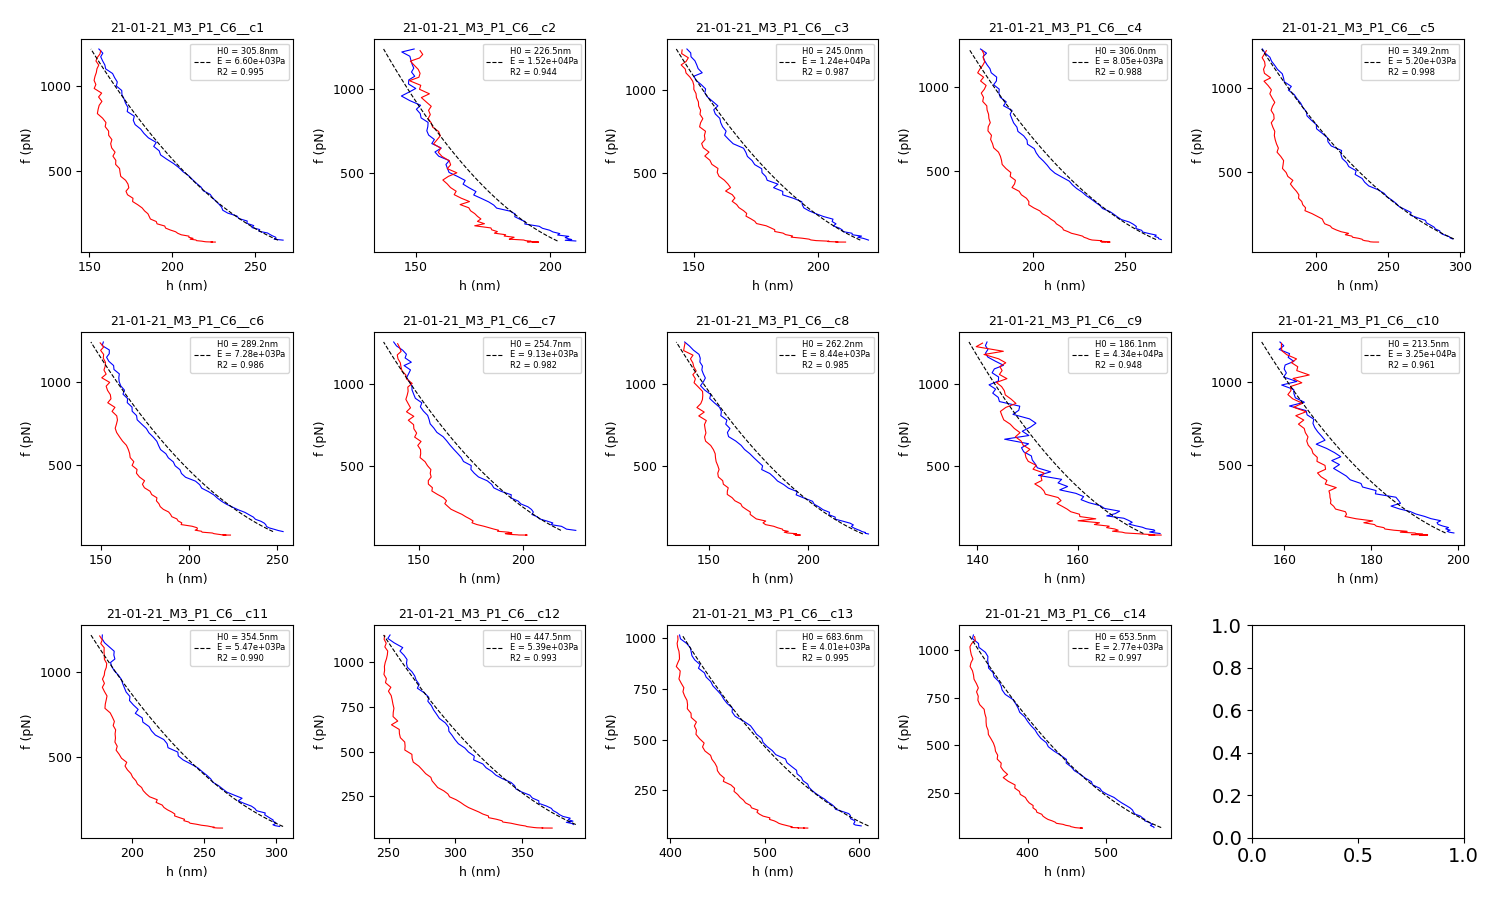 21-01-21_M3_P1_C6__c1
H0 = 305.8nm
E = 6.60e+03Pa
R2 = 0.995
f (pN)
1000
500
150 200 250
h (nm)
21-01-21_M3_P1_C6__c2
H0 = 226.5nm
E = 1.52e+04Pa
R2 = 0.944
f (pN)
1000
500
150 200
h (nm)
21-01-21_M3_P1_C6__c3
H0 = 245.0nm
E = 1.24e+04Pa
R2 = 0.987
f (pN)
1000
500
150 200
h (nm)
21-01-21_M3_P1_C6__c4
H0 = 306.0nm
E = 8.05e+03Pa
R2 = 0.988
f (pN)
1000
500
200 250
h (nm)
21-01-21_M3_P1_C6__c5
H0 = 349.2nm
E = 5.20e+03Pa
R2 = 0.998
f (pN)
1000
500
200 250 300
h (nm)
21-01-21_M3_P1_C6__c6
H0 = 289.2nm
E = 7.28e+03Pa
R2 = 0.986
f (pN)
1000
500
150 200 250
h (nm)
21-01-21_M3_P1_C6__c7
H0 = 254.7nm
E = 9.13e+03Pa
R2 = 0.982
f (pN)
1000
500
150 200
h (nm)
21-01-21_M3_P1_C6__c8
H0 = 262.2nm
E = 8.44e+03Pa
R2 = 0.985
f (pN)
1000
500
150 200
h (nm)
21-01-21_M3_P1_C6__c9
H0 = 186.1nm
E = 4.34e+04Pa
R2 = 0.948
f (pN)
1000
500
140 160
h (nm)
21-01-21_M3_P1_C6__c10
H0 = 213.5nm
E = 3.25e+04Pa
R2 = 0.961
f (pN)
1000
500
160 180 200
h (nm)
21-01-21_M3_P1_C6__c11
H0 = 354.5nm
E = 5.47e+03Pa
R2 = 0.990
f (pN)
1000
500
200 250 300
h (nm)
21-01-21_M3_P1_C6__c12
H0 = 447.5nm
E = 5.39e+03Pa
R2 = 0.993
f (pN)
1000
750
500
250
250 300 350
h (nm)
21-01-21_M3_P1_C6__c13
H0 = 683.6nm
E = 4.01e+03Pa
R2 = 0.995
f (pN)
1000
750
500
250
400 500 600
h (nm)
21-01-21_M3_P1_C6__c14
H0 = 653.5nm
E = 2.77e+03Pa
R2 = 0.997
f (pN)
1000
750
500
250
400 500
h (nm)
1.0
0.8
0.6
0.4
0.2
0.0
0.0 0.5 1.0